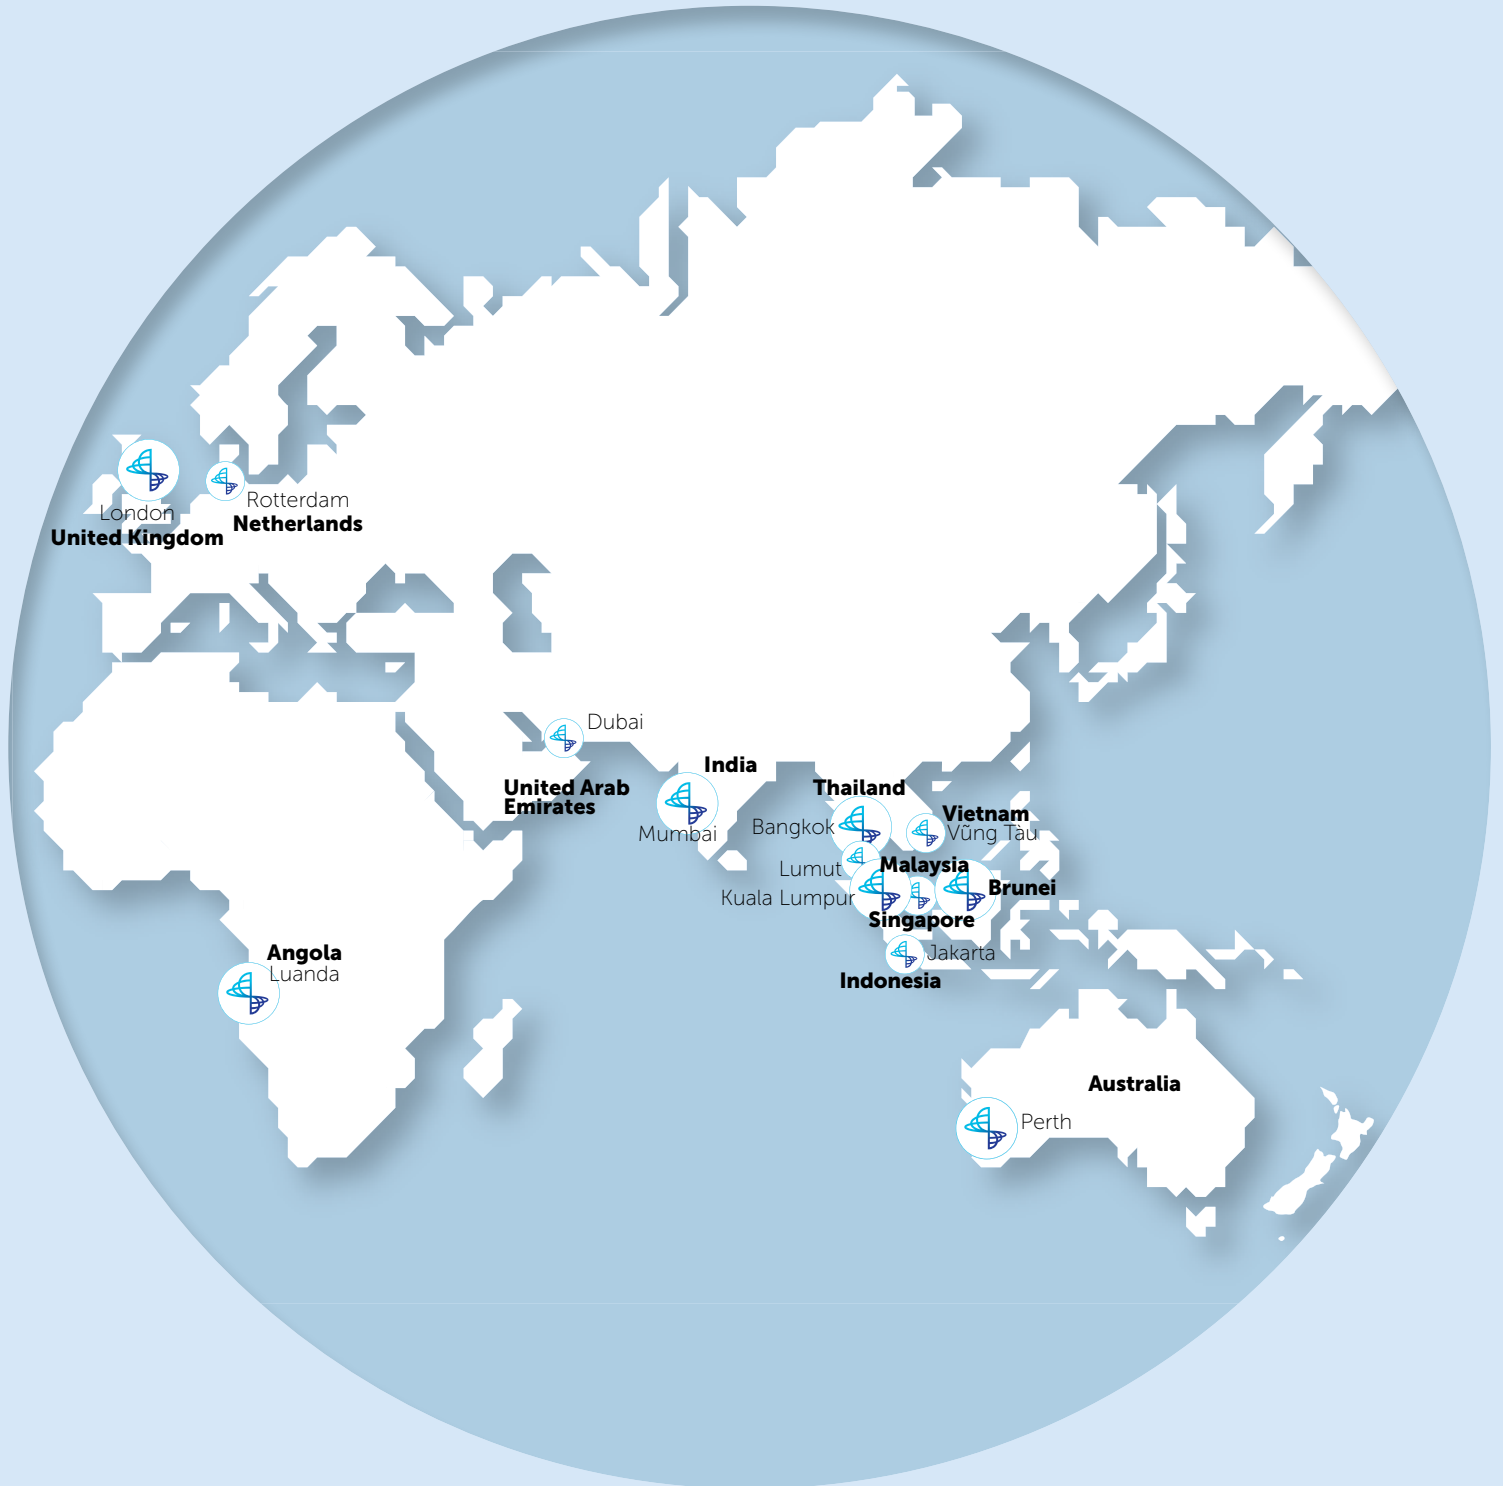 London
United Kingdom
Rotterdam
Netherlands
Dubai
United Arab
Emirates
India
Mumbai
Thailand
Bangkok
Vietnam
Vũng Tàu
Lumut
Malaysia
Kuala Lumpur
Brunei
Singapore
Jakarta
Indonesia
Angola
Luanda
Australia
Perth